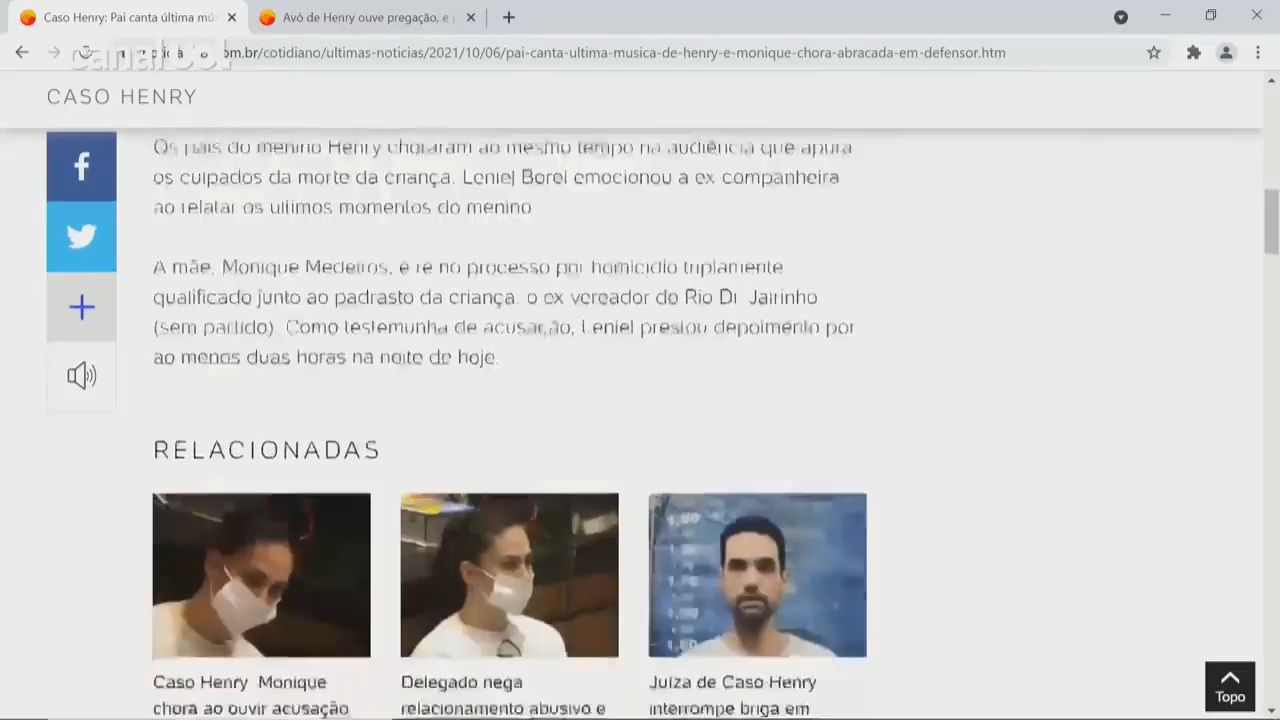 Caso Henry: Pai canta última mú
Avó de Henry ouve pregação, e
om.br/cotidiano/ultimas-noticias/2021/10/06/pai-canta-ultima-musica-de-henry-e-monique-chora-abracada-em-defensor.htm
CASO HENRY
Os pais do menino Henry choraram ao mesmo tempo na audiência que apura
os culpados da morte da criança. Leniel Borel emocionou a ex companheira
ao relatar os ultimos momentos do menino
A mãe, Monique Medeiros, é ré no processo por homicídio triplamente
qualificado junto ao padrasto da criança, o ex vereador do Rio Dr Jairinho
(sem partido). Como testemunha de acusação, Leniel prestou depoimento por
ao menos duas horas na noite de hoje.
RELACIONADAS
Caso Henry Monique
chora ao ouvir acusação
Delegado nega
relacionamento abusivo e
Juíza de Caso Henry
interrompe briga em
Topo